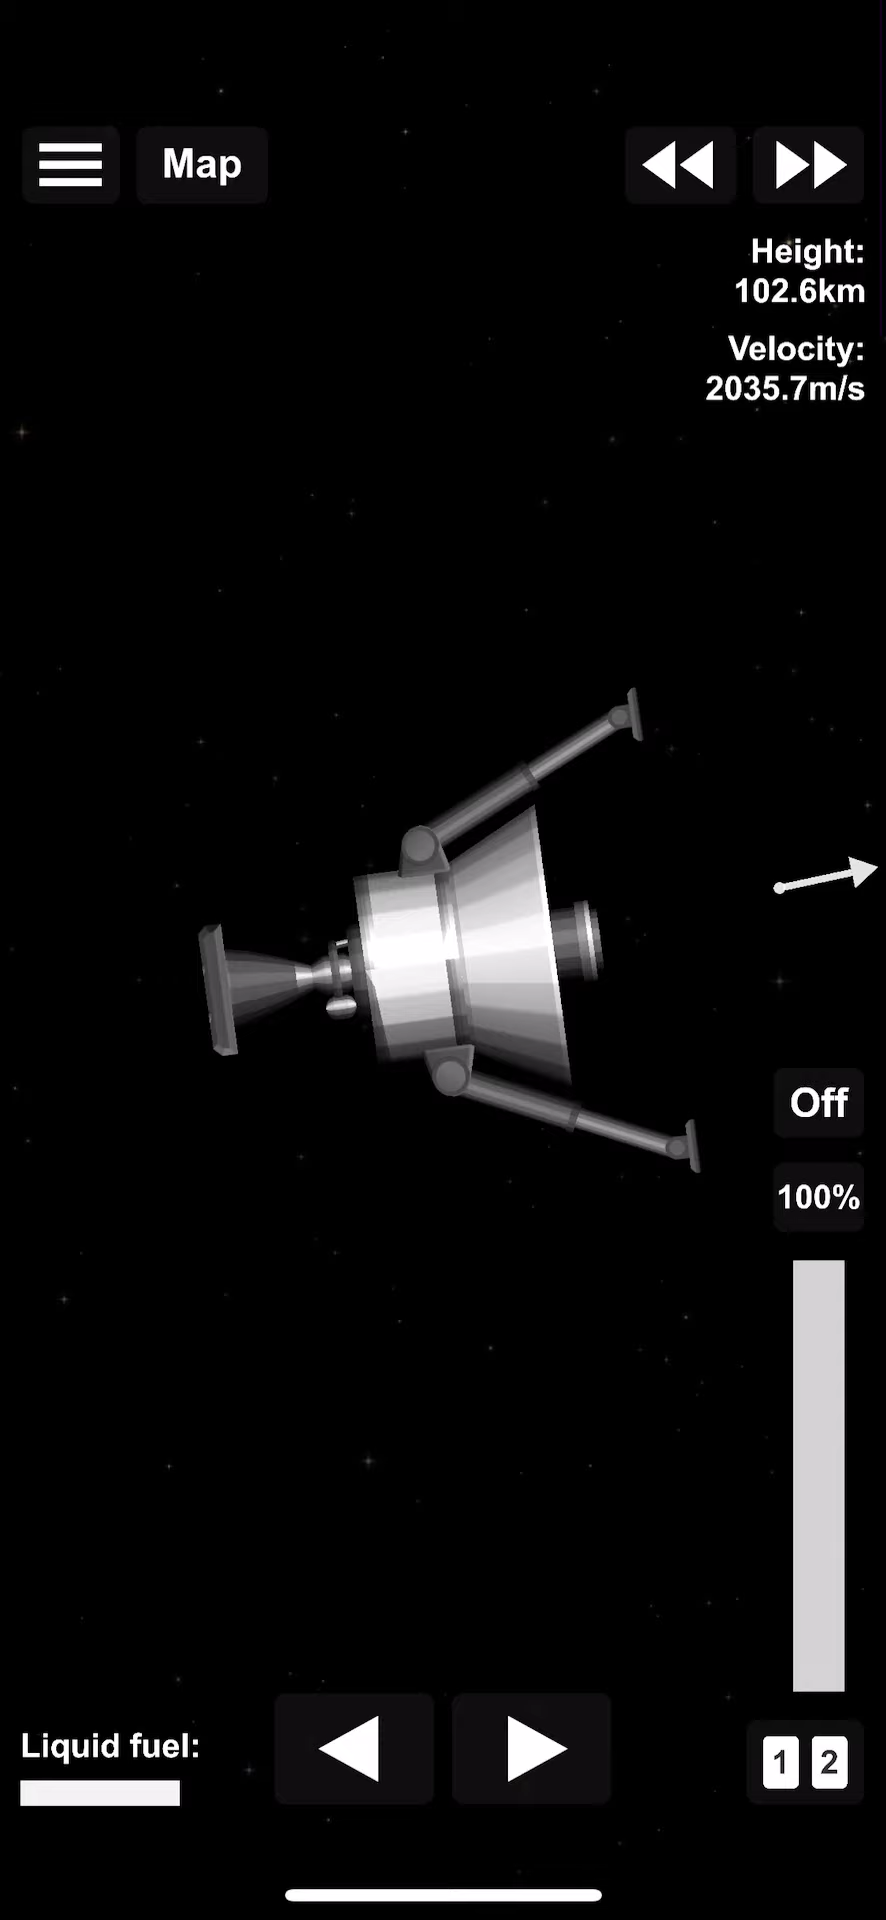 Map
Height:
102.6km
Velocity:
2035.7m/s
Off
100%
Liquid fuel:
1 2